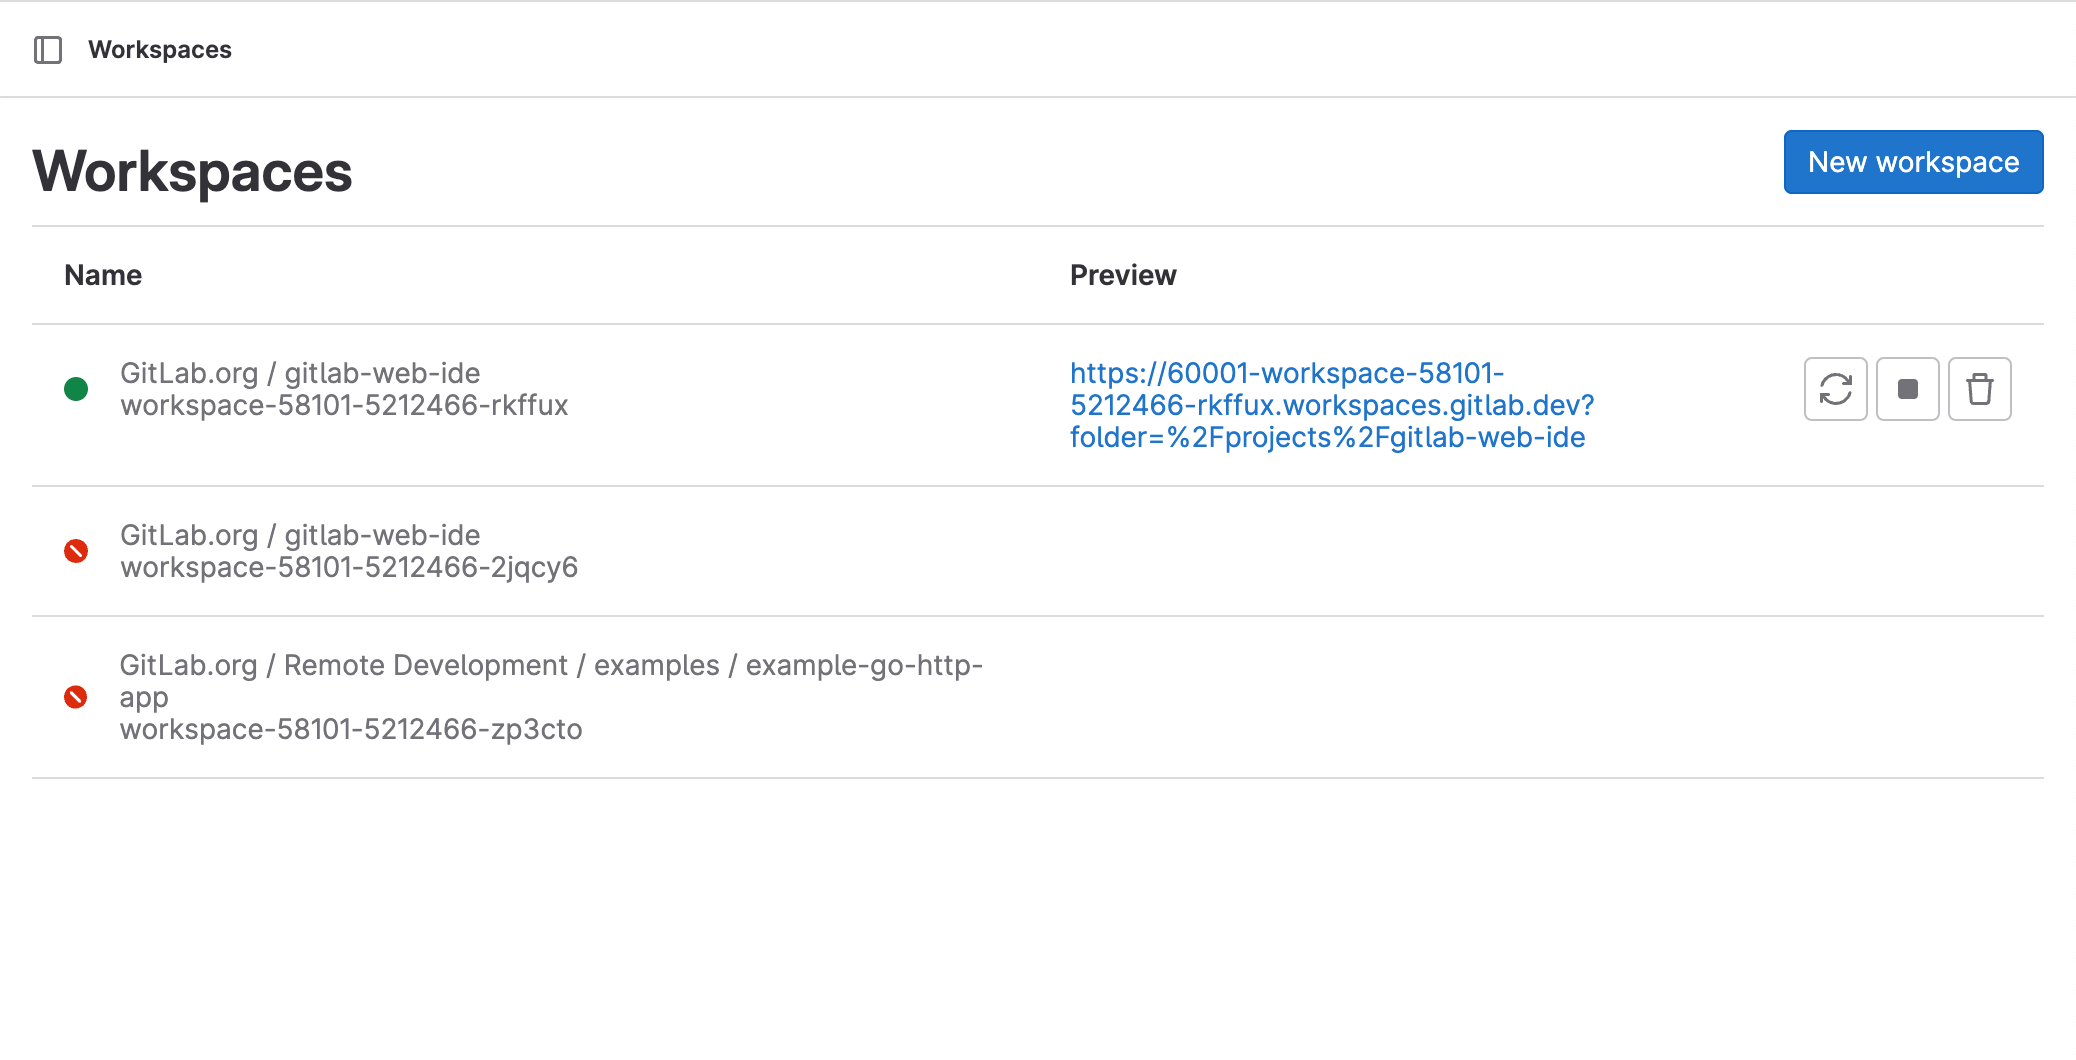 Workspaces
Workspaces
New workspace
Name
Preview
GitLab.org / gitlab-web-ide
workspace-58101-5212466-rkffux
https://60001-workspace-58101-
5212466-rkffux.workspaces.gitlab.dev?
folder=%2Fprojects%2Fgitlab-web-ide
GitLab.org / gitlab-web-ide
workspace-58101-5212466-2jqcy6
GitLab.org / Remote Development / examples / example-go-http-
app
workspace-58101-5212466-zp3cto